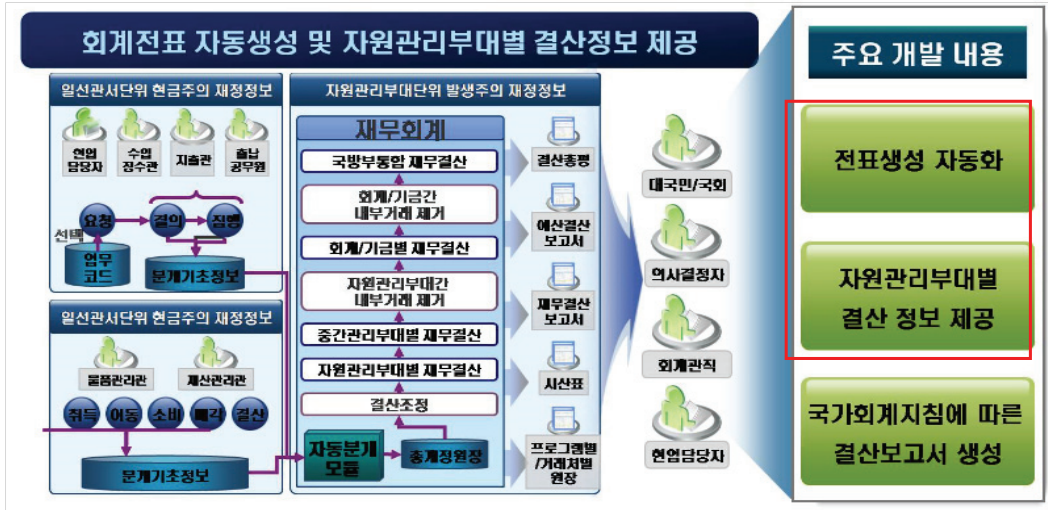 회계전표 자동생성 및 자원관리부대별 결산정보 제공
일선관서단위 현금주의 재정정보
현업
담당자
수입
징수관
지출관
출납
공무원
요청
결의
집행
선택
업무
코드
분개기초정보
일선관서단위 현금주의 재정정보
물품관리관
재산관리관
취득
이동
소비
매각
결산
분개기초정보
자원관리부대단위 발생주의 재정정보
재무회계
국방부통합 재무결산
회계/기금간
내부거래 제거
회계/기금별 재무결산
자원관리부대간
내부거래 제거
중간관리부대별 재무결산
자원관리부대별 재무결산
결산조정
자동분개
모듈
총계정원장
결산총평
예산결산
보고서
재무결산
보고서
시산표
프로그램별
/거래처별
원장
대국민/국회
의사결정자
회계관직
현업담당자
주요 개발 내용
전표생성 자동화
자원관리부대별
결산 정보 제공
국가회계지침에 따른
결산보고서 생성